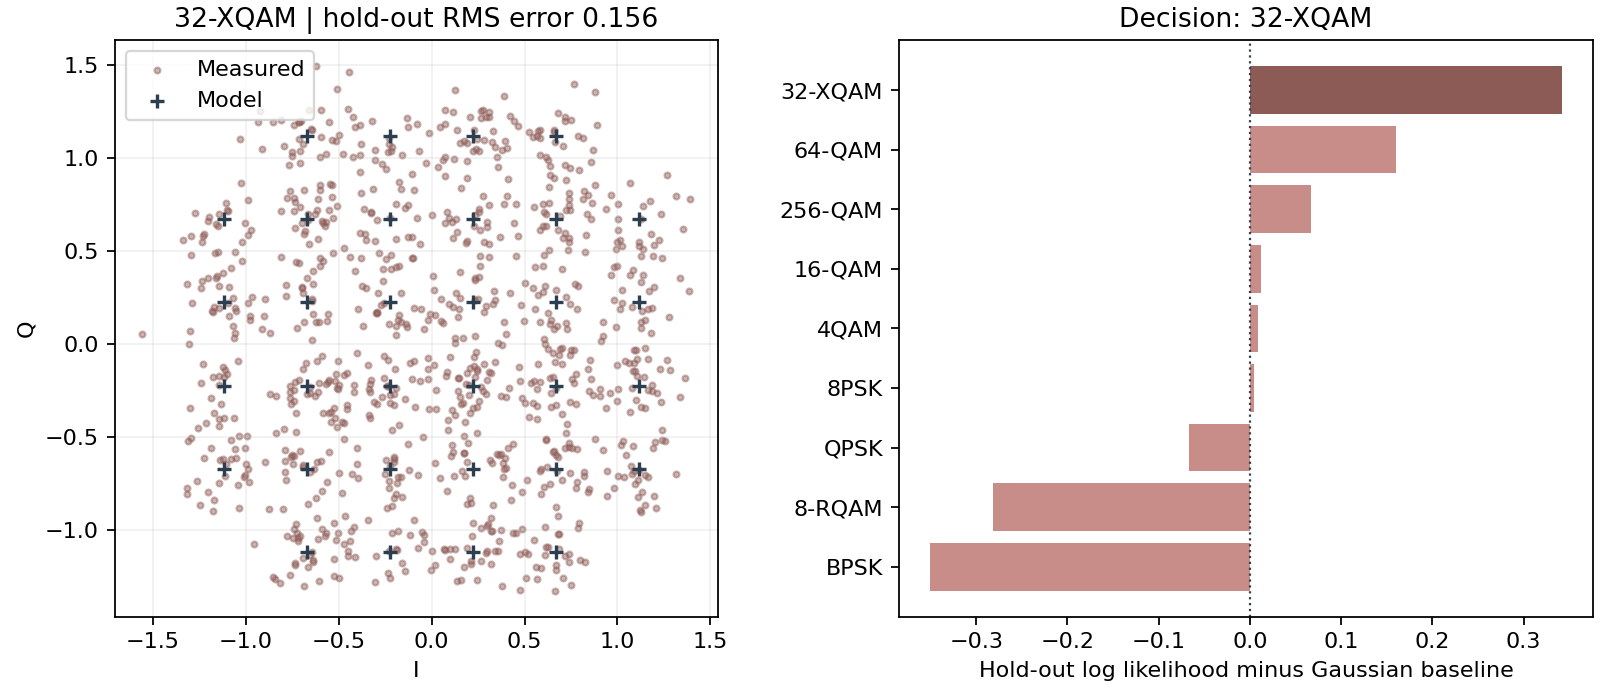 32-XQAM | hold-out RMS error 0.156
Measured
Model
1.5
1.0
0.5
0.0
−0.5
−1.0
Q
−1.5
−1.0
−0.5
0.0
0.5
1.0
1.5
I
Decision: 32-XQAM
32-XQAM
64-QAM
256-QAM
16-QAM
4QAM
8PSK
QPSK
8-RQAM
BPSK
−0.3
−0.2
−0.1
0.0
0.1
0.2
0.3
Hold-out log likelihood minus Gaussian baseline